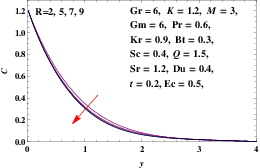 1.2
R=2, 5, 7, 9
Gr = 6, K = 1.2, M = 3,
1.0
Gm = 6, Pr = 0.6,
0.8
Kr = 0.9, Bt = 0.3,
0.6
Sc = 0.4, Q = 1.5,
C
Sr = 1.2, Du = 0.4,
0.4
t = 0.2, Ec = 0.5,
0.2
0.0
0 1 2 3 4
y